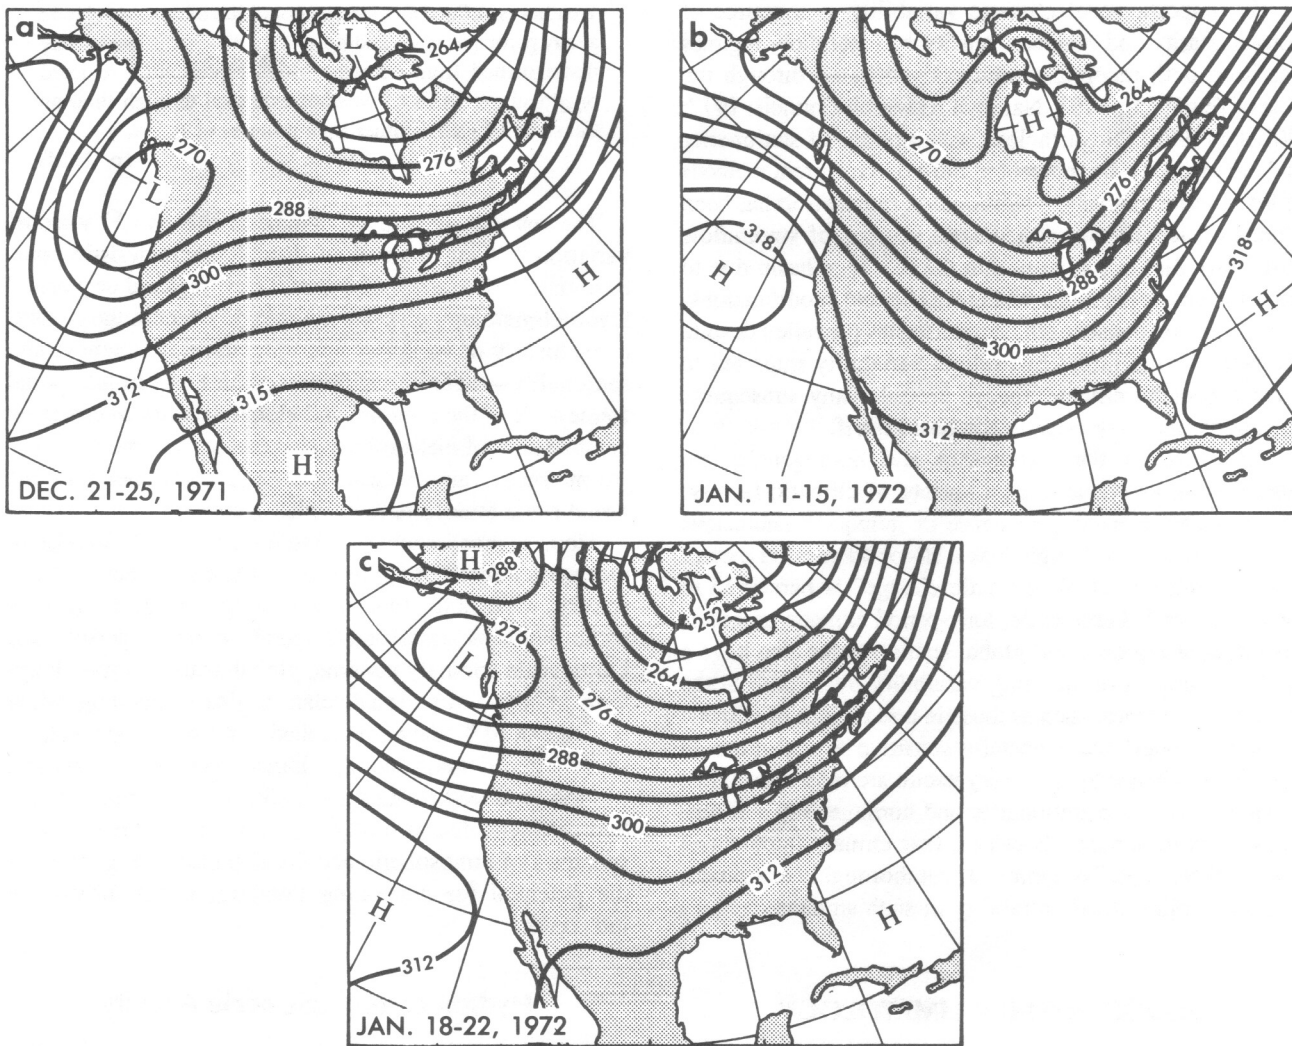 a
L
264
270
L
276
288
300
H
312
315
H
DEC. 21-25, 1971
b
264
H
270
276
318
H
318
288
H
300
312
JAN. 11-15, 1972
c
H
288
L
252
276
L
264
276
288
300
312
H
H
312
JAN. 18-22, 1972